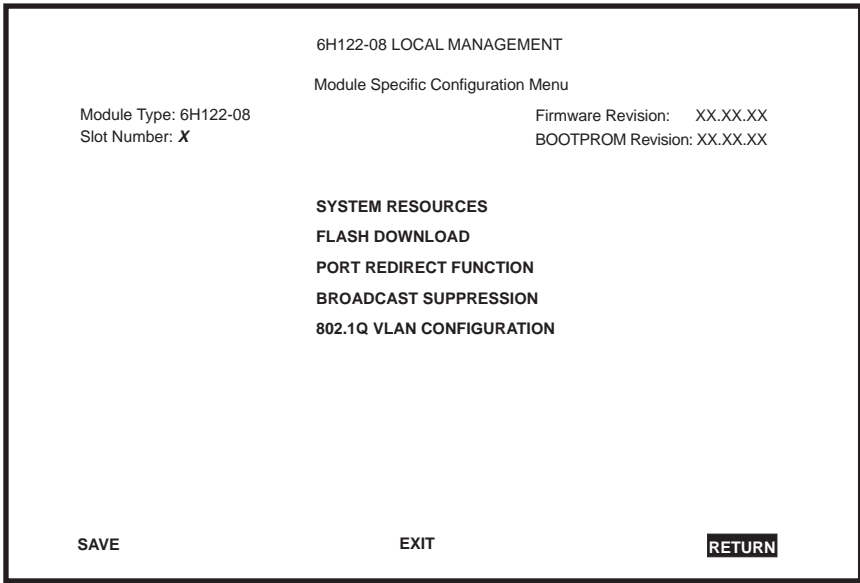 6H122-08 LOCAL MANAGEMENT
Module Specific Configuration Menu
Module Type: 6H122-08 Firmware Revision: XX.XX.XX
Slot Number: X BOOTPROM Revision: XX.XX.XX
SYSTEM RESOURCES
FLASH DOWNLOAD
PORT REDIRECT FUNCTION
BROADCAST SUPPRESSION
802.1Q VLAN CONFIGURATION
SAVE EXIT RETURN